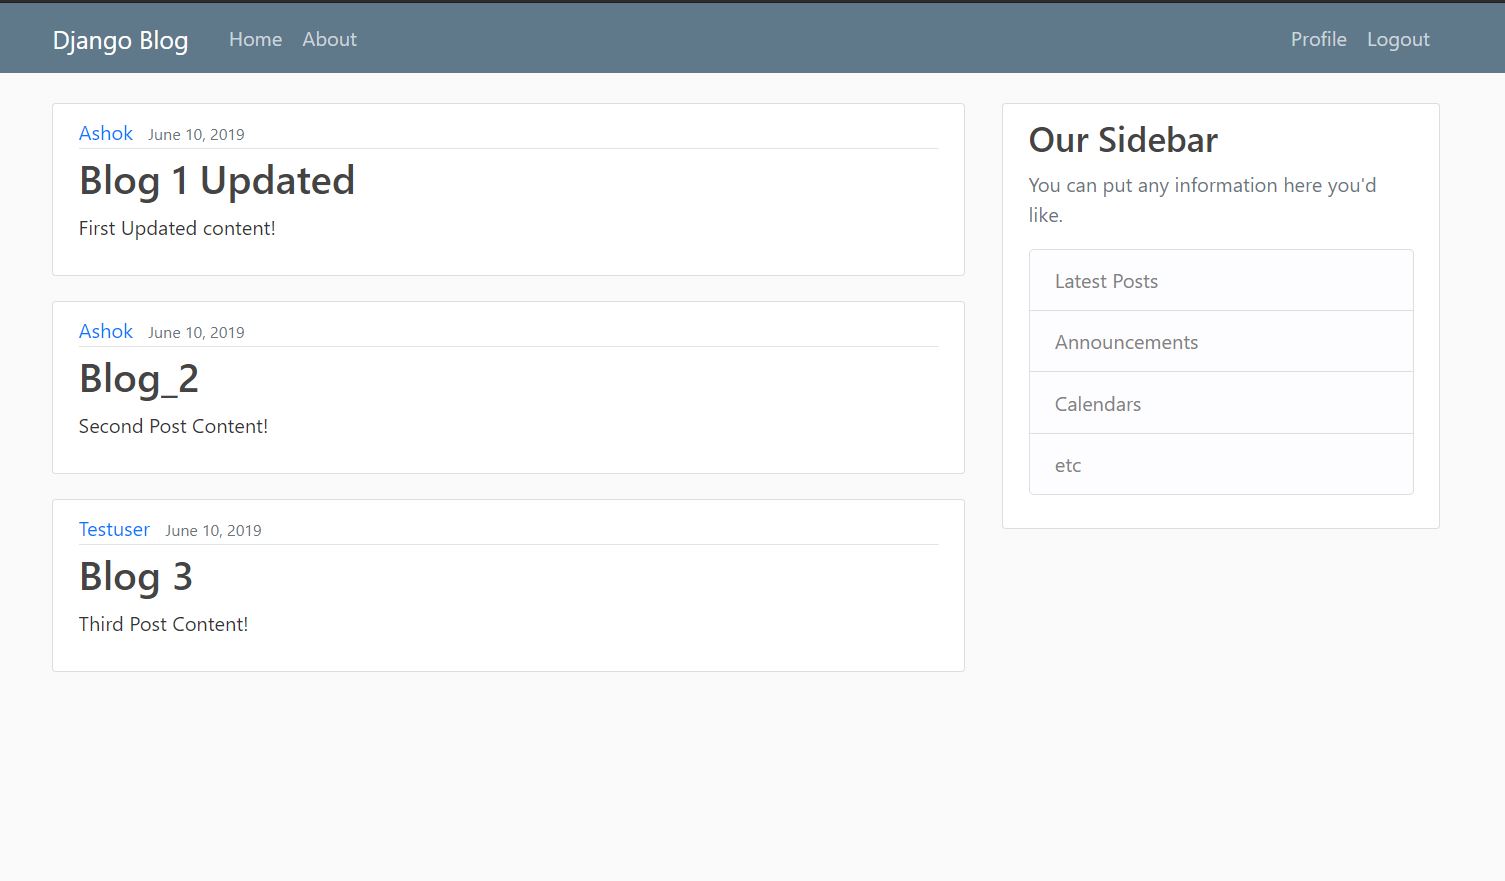 Django Blog Home About Profile Logout
Ashok June 10, 2019
Blog 1 Updated
First Updated content!
Ashok June 10, 2019
Blog_2
Second Post Content!
Testuser June 10, 2019
Blog 3
Third Post Content!
Our Sidebar
You can put any information here you'd
like.
Latest Posts
Announcements
Calendars
etc